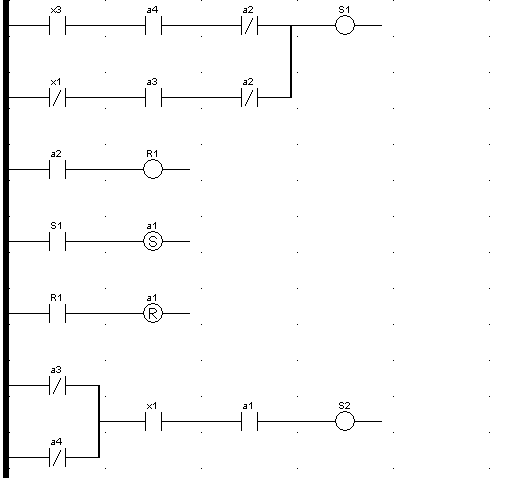 x3 a4 a2 S1
x1 a3 a2
a2 R1
S1 a1
S
R1 a1
R
a3
x1 a1 S2
a4